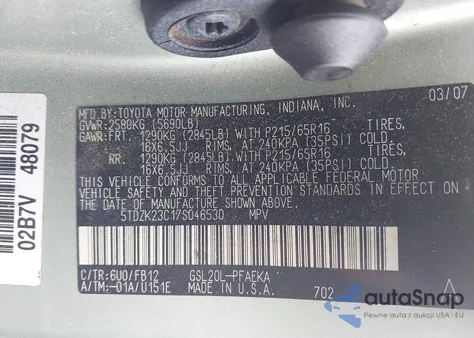 MFD. BY: TOYOTA MOTOR MANUFACTURING, INDIANA, INC. 03/07
GVWR: 2580KG (5690LB)
GAWR: FRT. 1290KG (2845LB) WITH P215/65R16 TIRES,
16X6.5JJ RIMS, AT 240KPA (35PSI) COLD.
RR. 1290KG (2845LB) WITH P215/65R16 TIRES,
16X6.5JJ RIMS, AT 240KPA (35PSI) COLD.
THIS VEHICLE CONFORMS TO ALL APPLICABLE FEDERAL MOTOR
VEHICLE SAFETY AND THEFT PREVENTION STANDARDS IN EFFECT ON
THE DATE OF MANUFACTURE SHOWN ABOVE.
5TDZK23C17S046530 MPV
C/TR: 6U0/FB12 GSL20L-PFAEKA
A/TM: -01A/U151E MADE IN U.S.A. 702
02B7V 48079
autoSnap
Pewne auta z aukcji w USA i Kanadzie